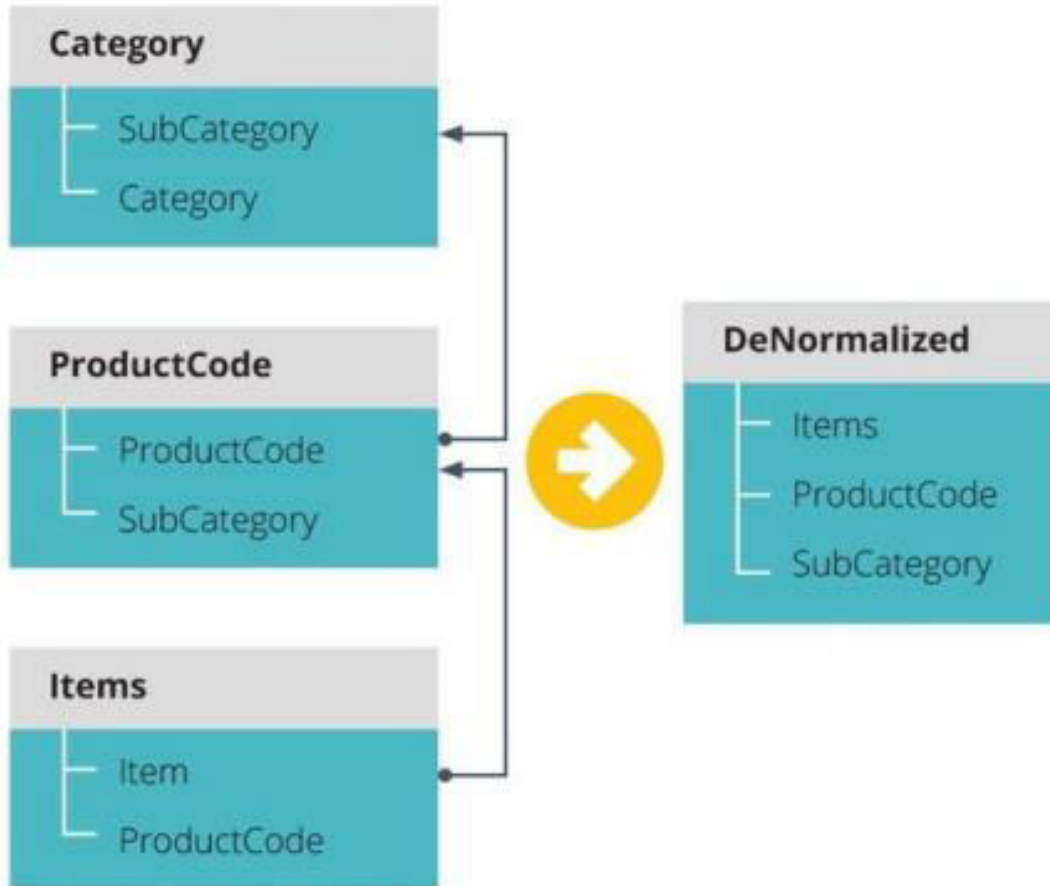 Category
SubCategory
Category
ProductCode
ProductCode
SubCategory
Items
Item
ProductCode
DeNormalized
Items
ProductCode
SubCategory